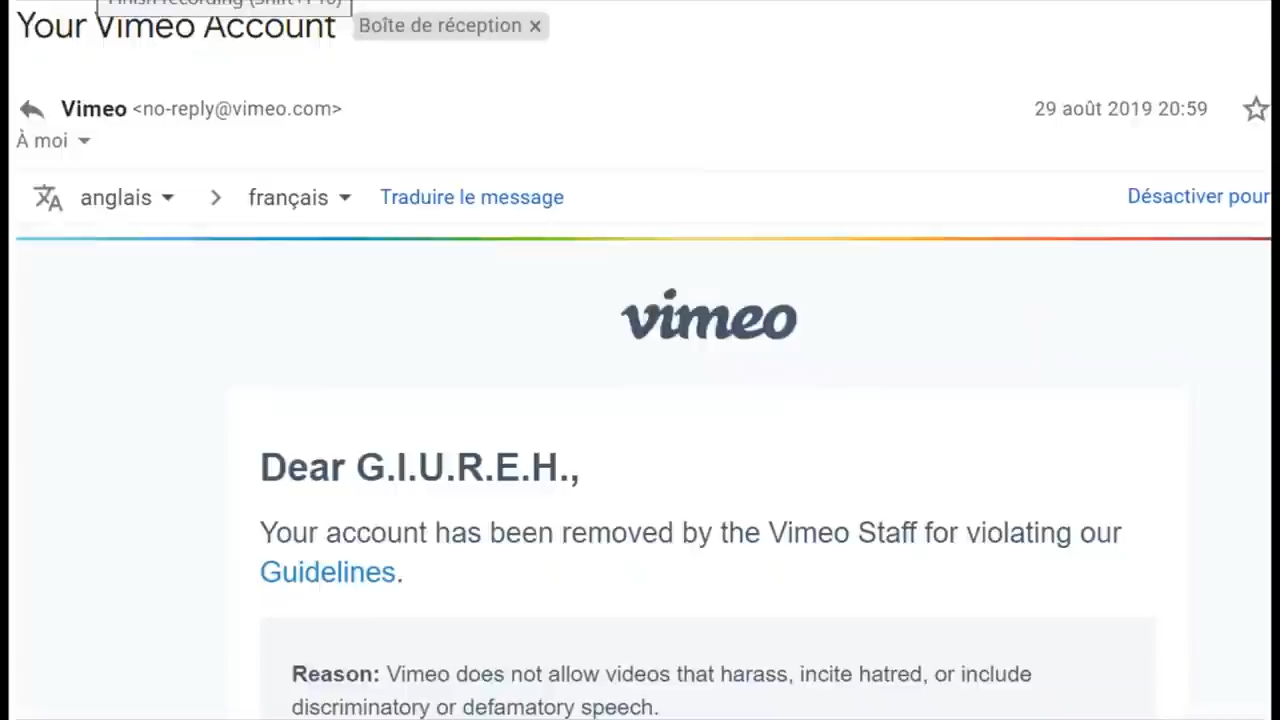 Your Vimeo Account Boîte de réception ×
Vimeo <no-reply@vimeo.com> 29 août 2019 20:59
À moi
anglais > français Traduire le message Désactiver pour
vimeo
Dear G.I.U.R.E.H.,
Your account has been removed by the Vimeo Staff for violating our
Guidelines.
Reason: Vimeo does not allow videos that harass, incite hatred, or include
discriminatory or defamatory speech.